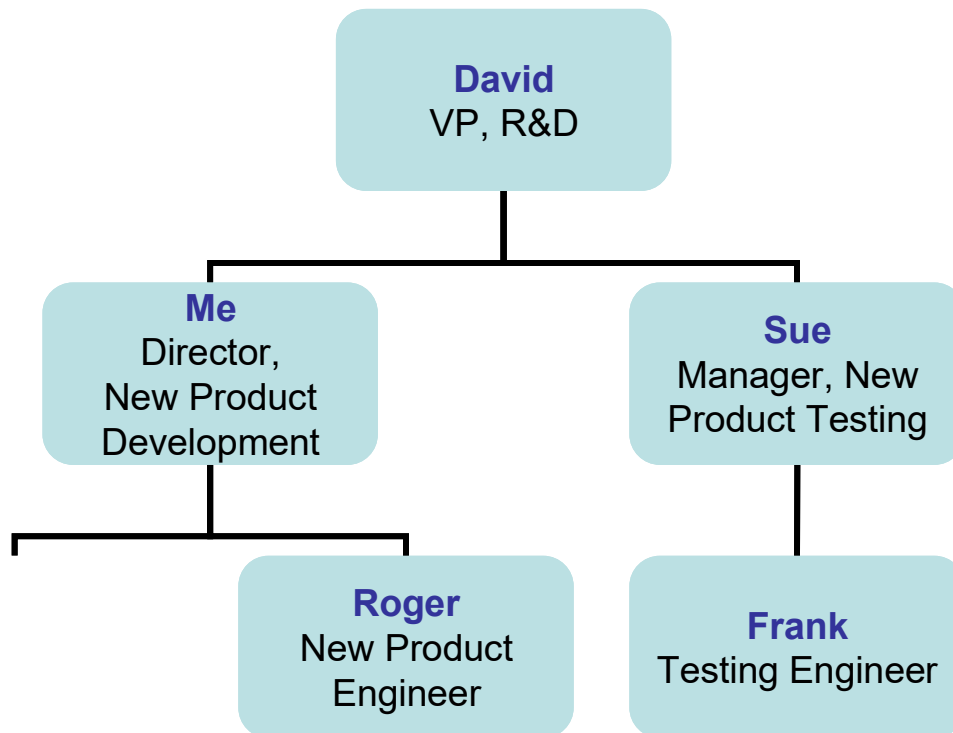 David
VP, R&D
Me
Director,
New Product
Development
Sue
Manager, New
Product Testing
Roger
New Product
Engineer
Frank
Testing Engineer